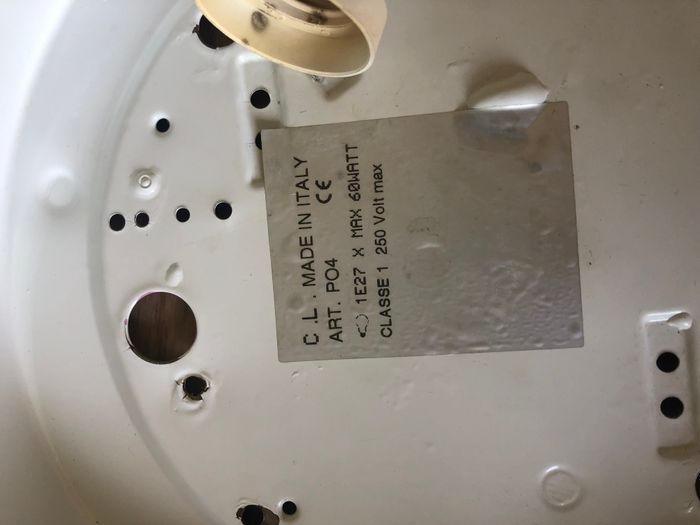 C.L. MADE IN ITALY
ART. PO4 CE
1E27 X MAX 60WATT
CLASSE 1 250 Volt max